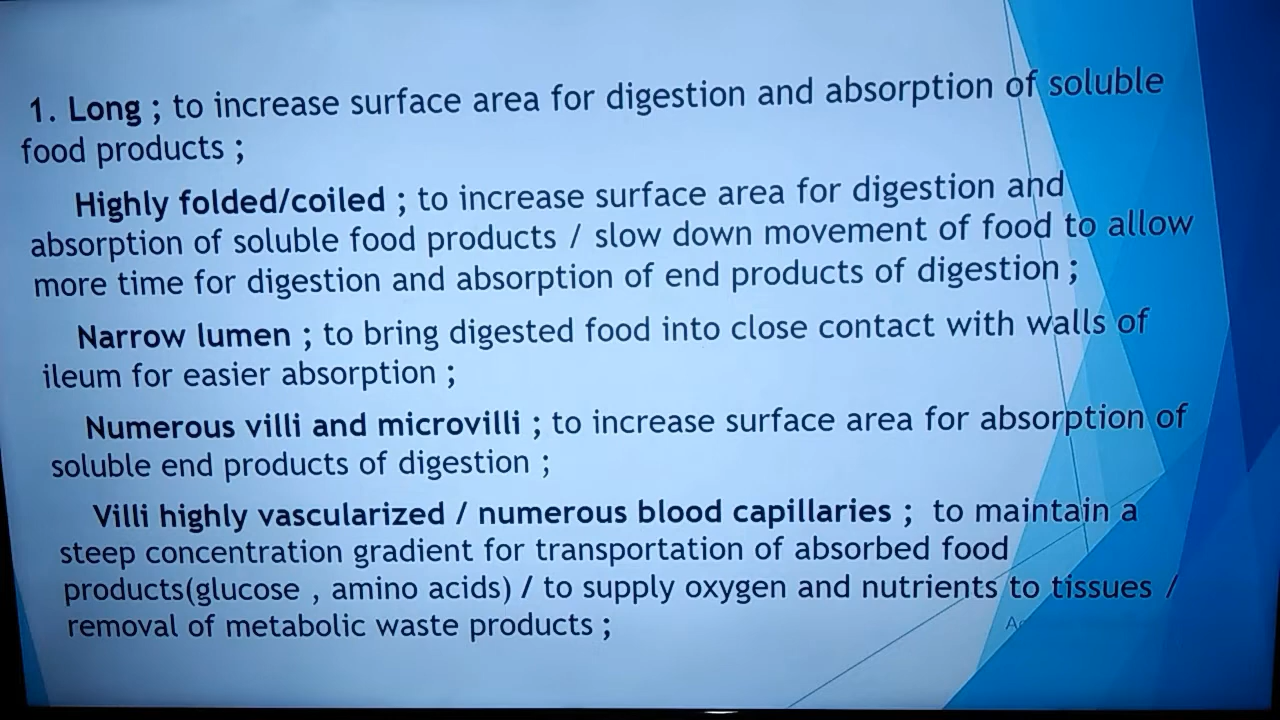 1. Long ; to increase surface area for digestion and absorption of soluble
food products ;
Highly folded/coiled ; to increase surface area for digestion and
absorption of soluble food products / slow down movement of food to allow
more time for digestion and absorption of end products of digestion ;
Narrow lumen ; to bring digested food into close contact with walls of
ileum for easier absorption ;
Numerous villi and microvilli ; to increase surface area for absorption of
soluble end products of digestion ;
Villi highly vascularized / numerous blood capillaries ; to maintain a
steep concentration gradient for transportation of absorbed food
products(glucose , amino acids) / to supply oxygen and nutrients to tissues /
removal of metabolic waste products ;